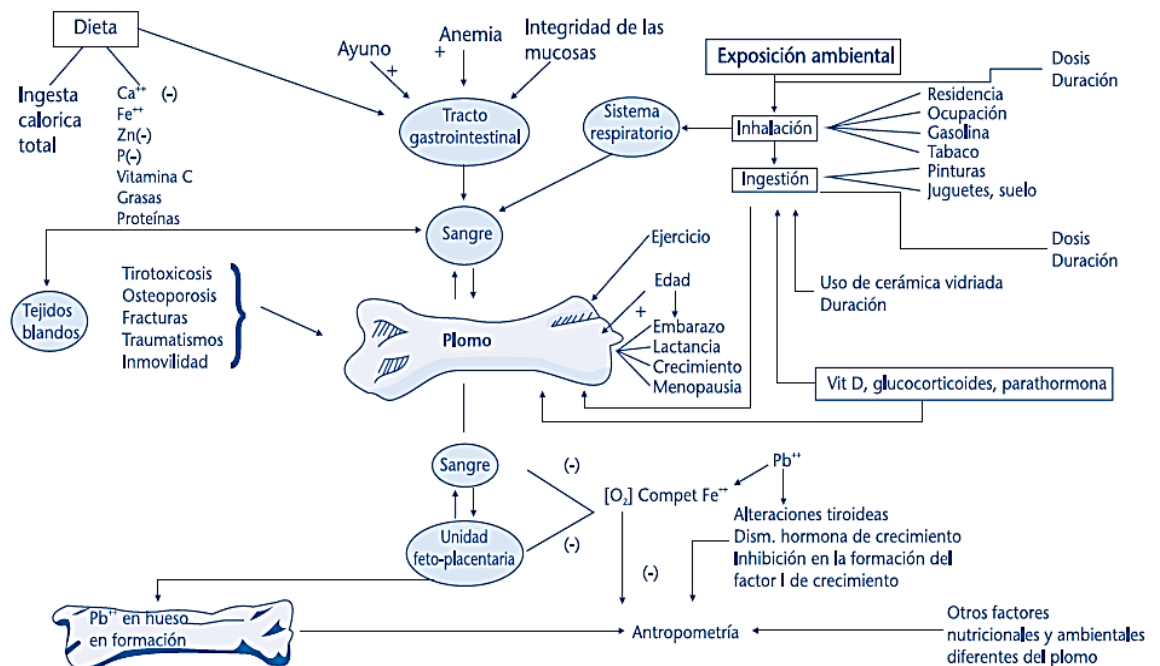 Dieta
Ingesta
calorica
total
Ca⁺⁺ (-)
Fe⁺⁺
Zn(-)
P(-)
Vitamina C
Grasas
Proteínas
Ayuno
+
Anemia
+
Integridad de las
mucosas
Tracto
gastrointestinal
Sistema
respiratorio
Exposición ambiental
Dosis
Duración
Inhalación
Residencia
Ocupación
Gasolina
Tabaco
Ingestión
Pinturas
Juguetes, suelo
Dosis
Duración
Uso de cerámica vidriada
Duración
Sangre
Tejidos
blandos
Tirotoxicosis
Osteoporosis
Fracturas
Traumatismos
Inmovilidad
Plomo
Ejercicio
Edad
+
Embarazo
Lactancia
Crecimiento
Menopausia
Vit D, glucocorticoides, parathormona
Sangre
(-)
Unidad
feto-placentaria
(-)
[O₂] Compet Fe⁺⁺
Pb⁺⁺
Alteraciones tiroideas
Dism. hormona de crecimiento
Inhibición en la formación del
factor I de crecimiento
(-)
Pb⁺⁺ en hueso
en formación
Antropometría
Otros factores
nutricionales y ambientales
diferentes del plomo